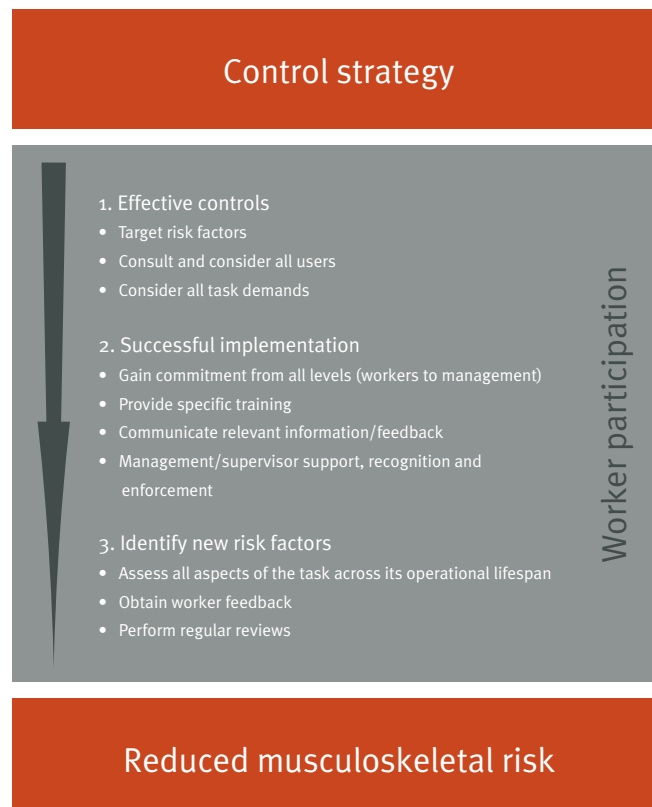 Control strategy
1. Effective controls
• Target risk factors
• Consult and consider all users
• Consider all task demands
2. Successful implementation
• Gain commitment from all levels (workers to management)
• Provide specific training
• Communicate relevant information/feedback
• Management/supervisor support, recognition and
enforcement
3. Identify new risk factors
• Assess all aspects of the task across its operational lifespan
• Obtain worker feedback
• Perform regular reviews
Worker participation
Reduced musculoskeletal risk